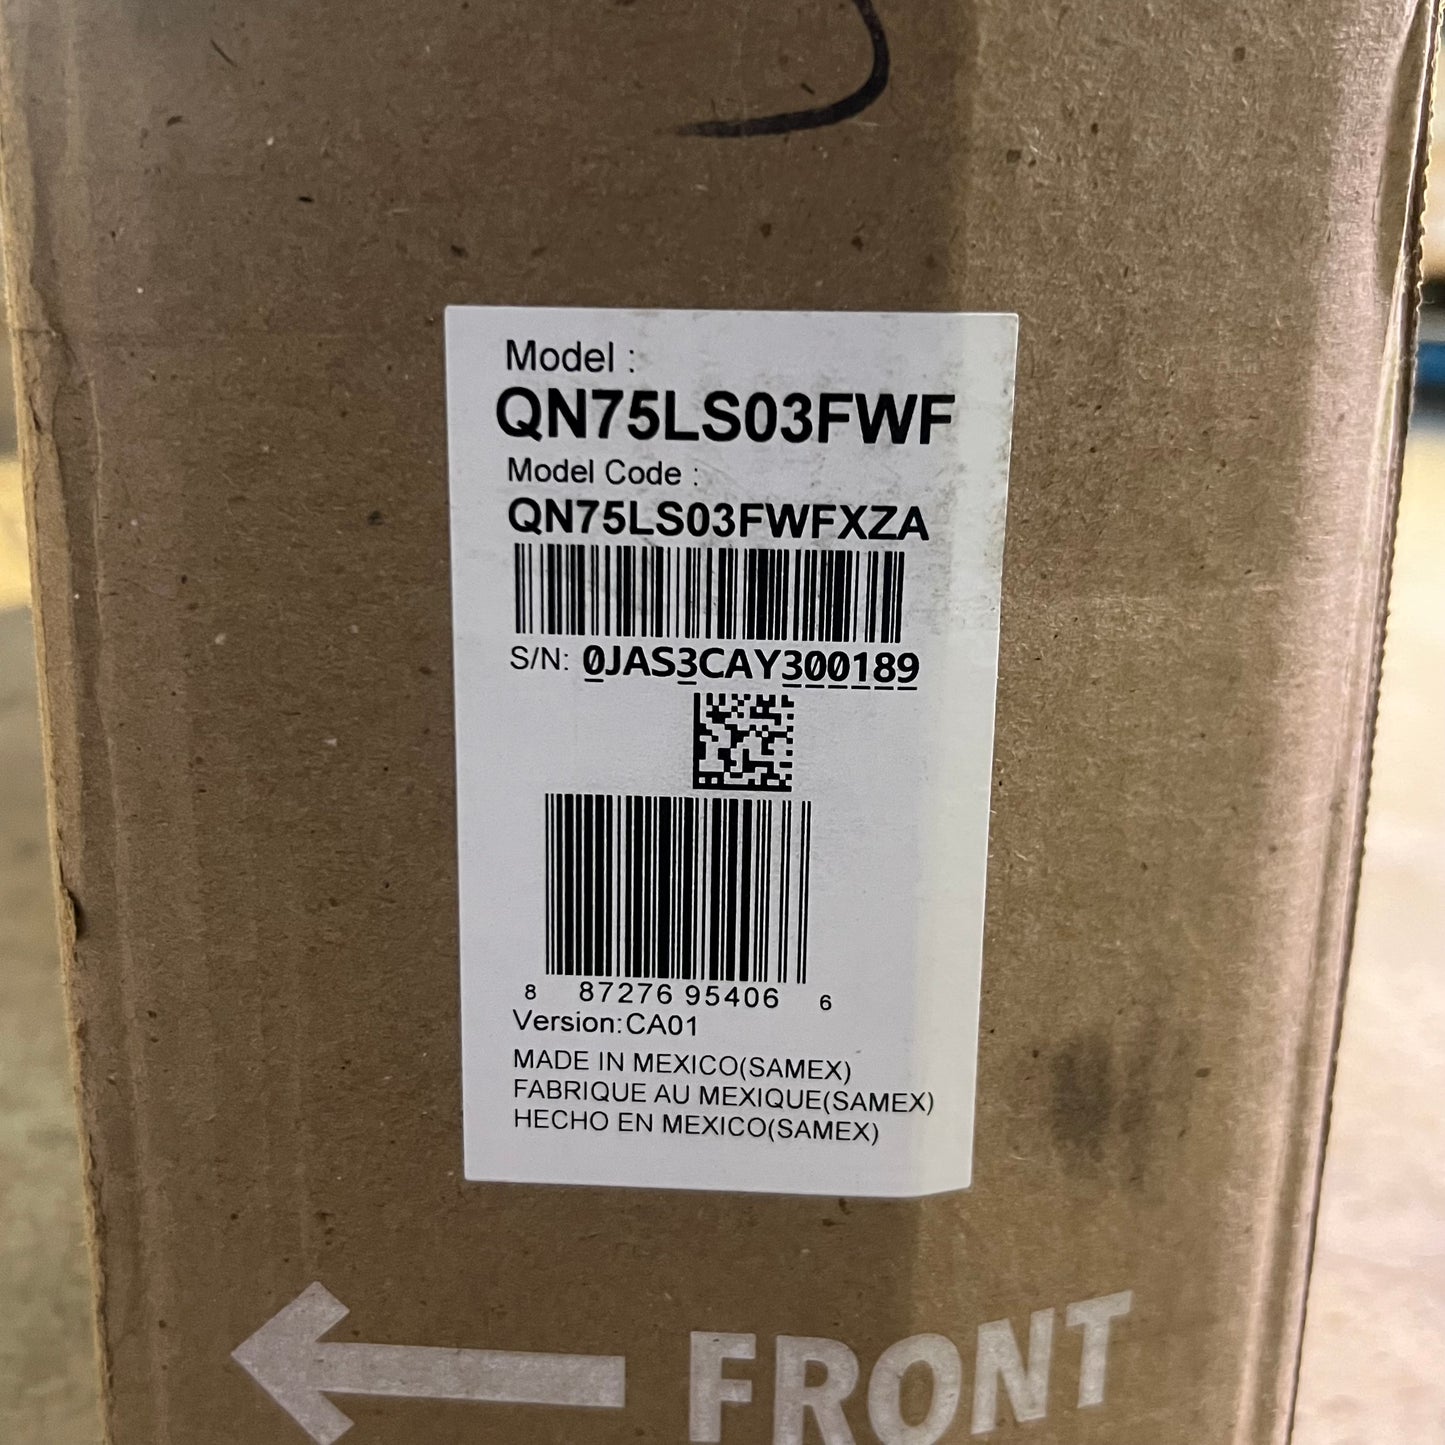 Model :
QN75LS03FWF
Model Code :
QN75LS03FWFXZA
S/N: 0JAS3CAY300189
8 87276 95406 6
Version:CA01
MADE IN MEXICO(SAMEX)
FABRIQUE AU MEXIQUE(SAMEX)
HECHO EN MEXICO(SAMEX)
FRONT